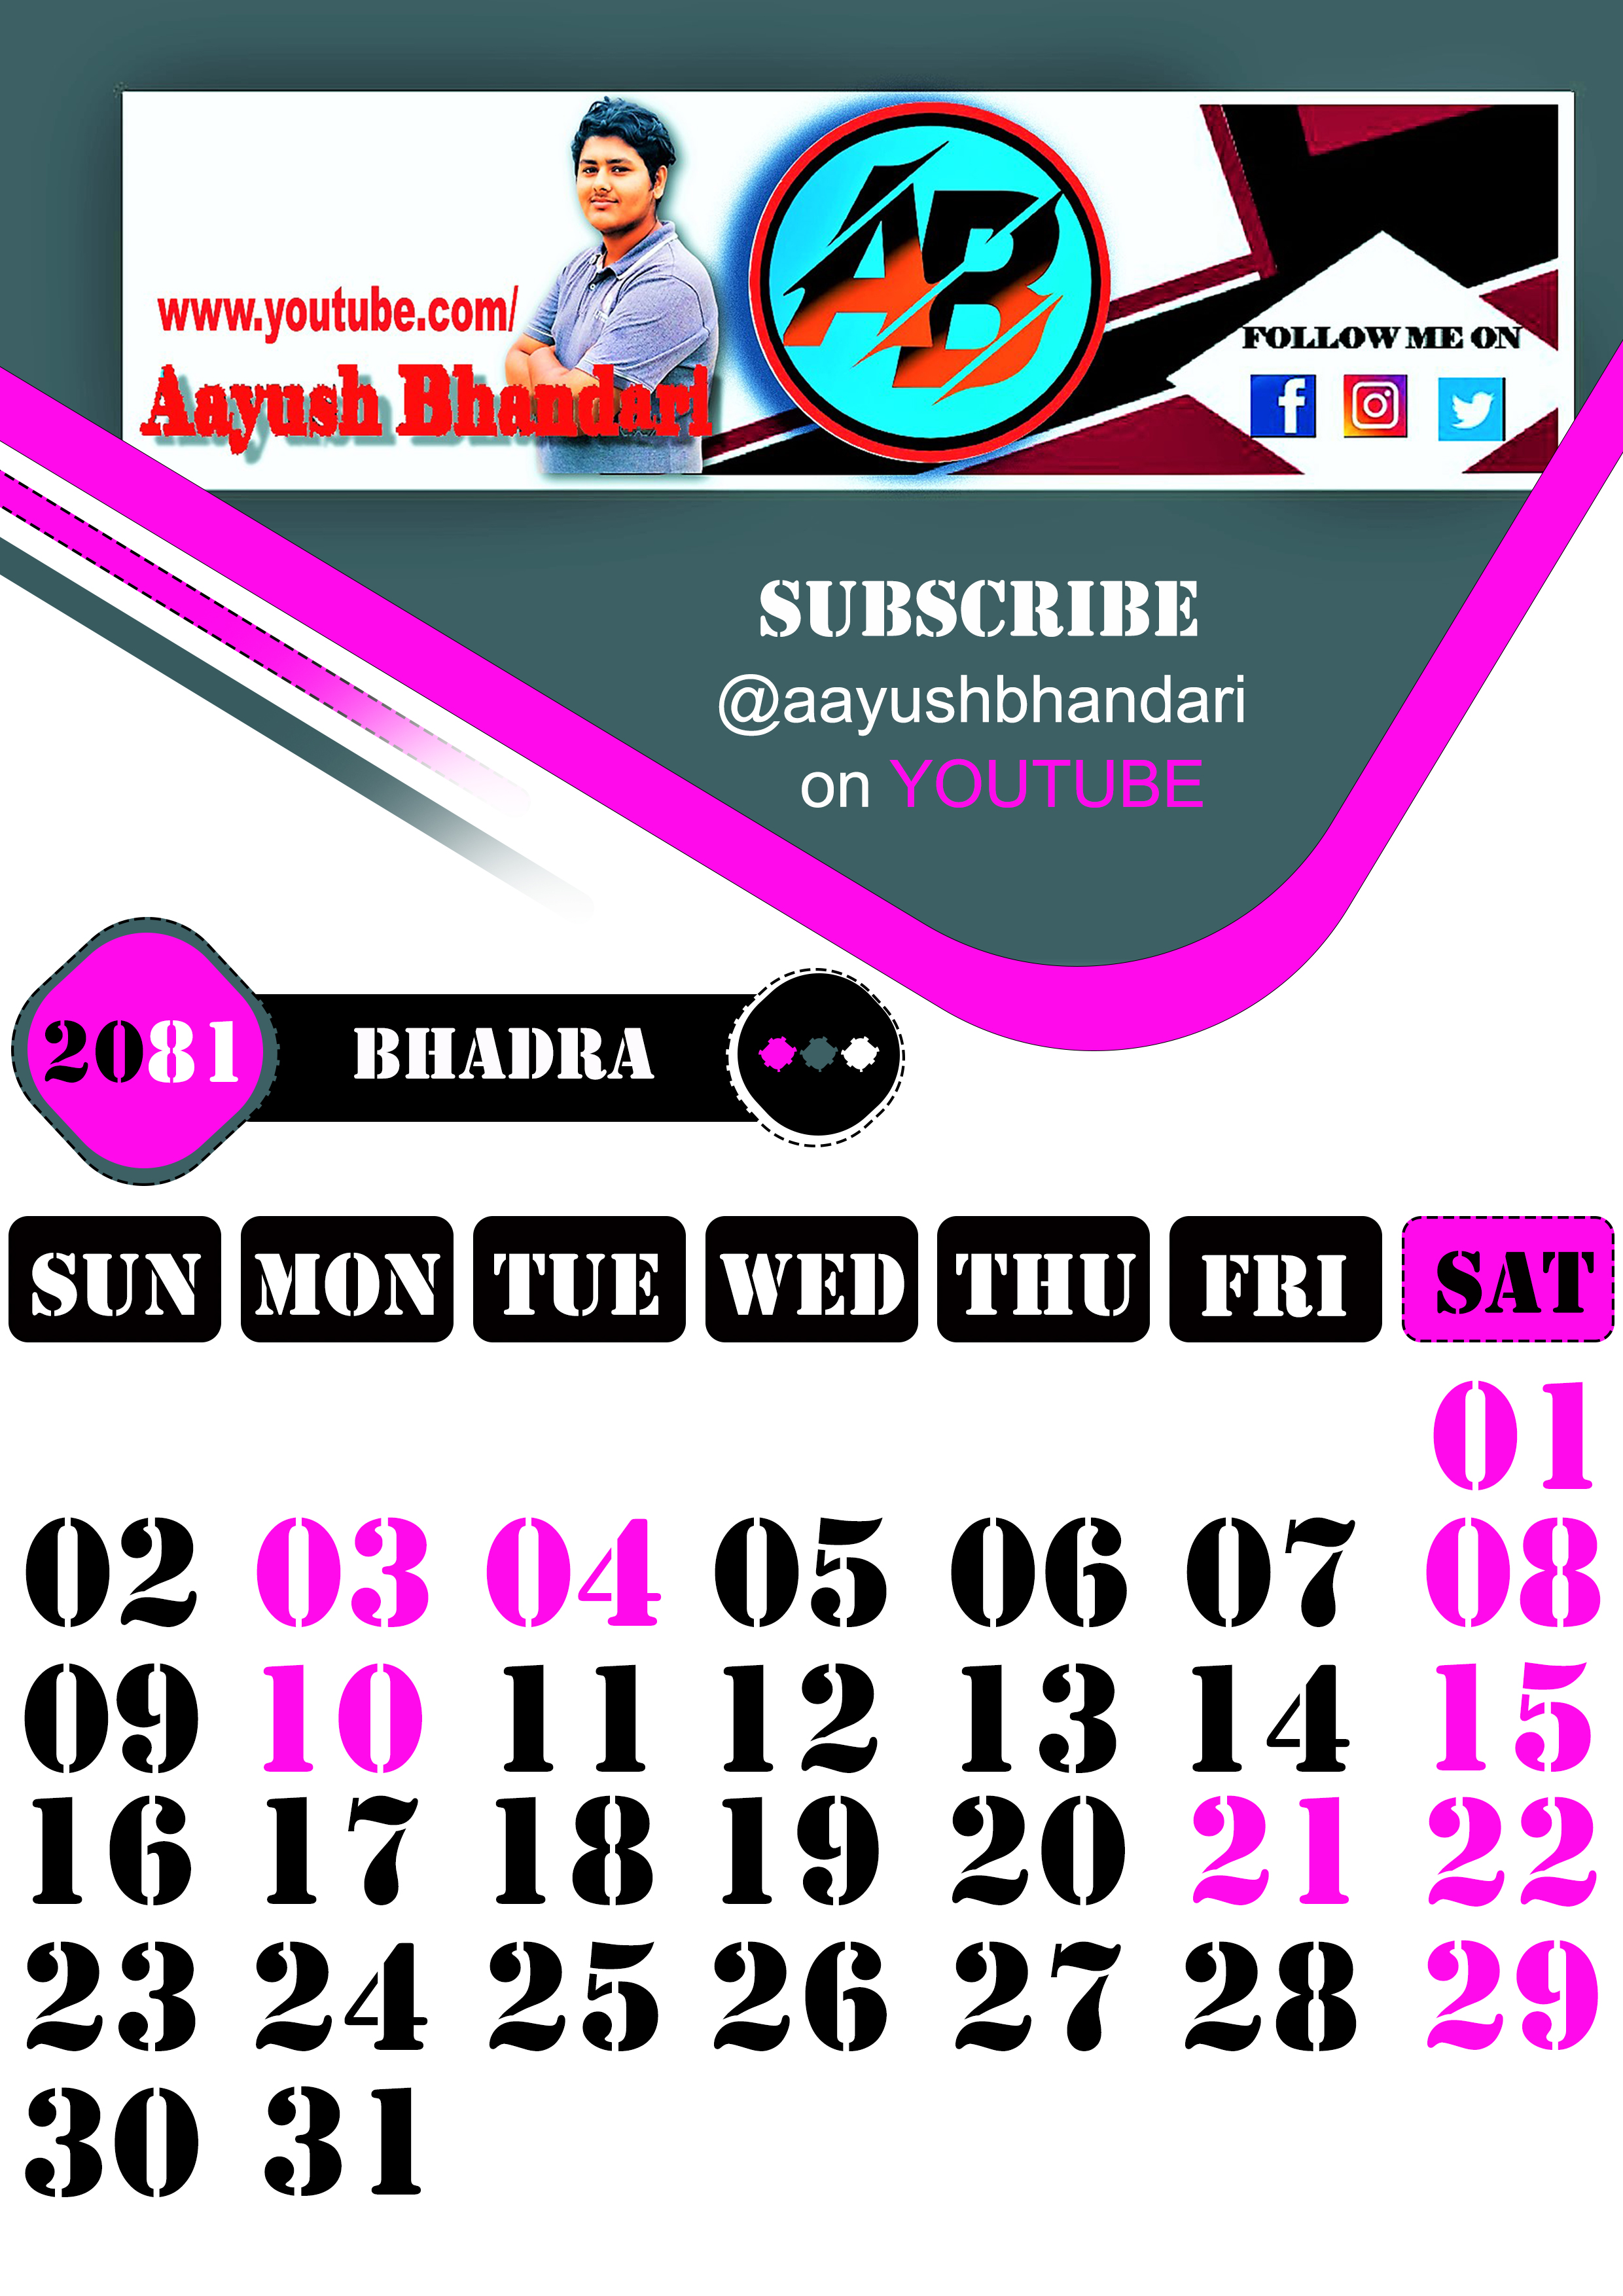 www.youtube.com/
Aayush Bhandari
AB
FOLLOW ME ON
SUBSCRIBE
@aayushbhandari
on YOUTUBE
2081 BHADRA
SUN MON TUE WED THU FRI SAT
01
02 03 04 05 06 07 08
09 10 11 12 13 14 15
16 17 18 19 20 21 22
23 24 25 26 27 28 29
30 31